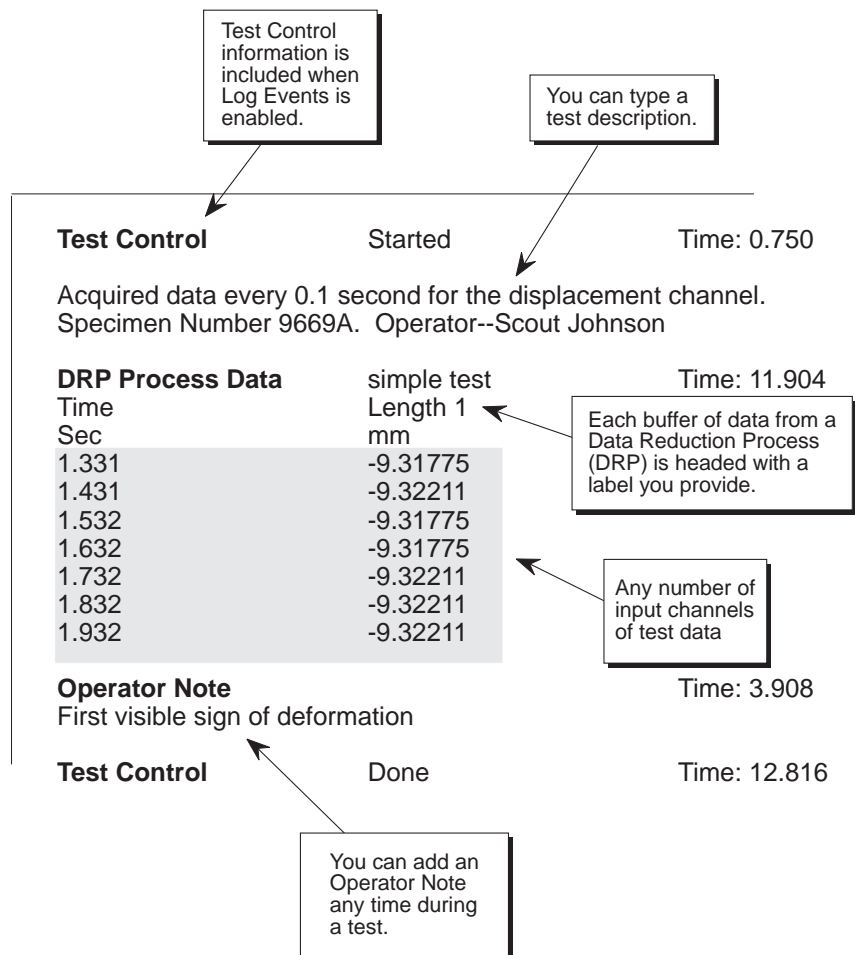 Test Control
information is
included when
Log Events is
enabled.
You can type a
test description.
Test Control Started Time: 0.750
Acquired data every 0.1 second for the displacement channel.
Specimen Number 9669A. Operator--Scout Johnson
DRP Process Data simple test Time: 11.904
Time Length 1
Sec mm
1.331 -9.31775
1.431 -9.32211
1.532 -9.31775
1.632 -9.31775
1.732 -9.32211
1.832 -9.32211
1.932 -9.32211
Each buffer of data from a
Data Reduction Process
(DRP) is headed with a
label you provide.
Any number of
input channels
of test data
Operator Note Time: 3.908
First visible sign of deformation
Test Control Done Time: 12.816
You can add an
Operator Note
any time during
a test.